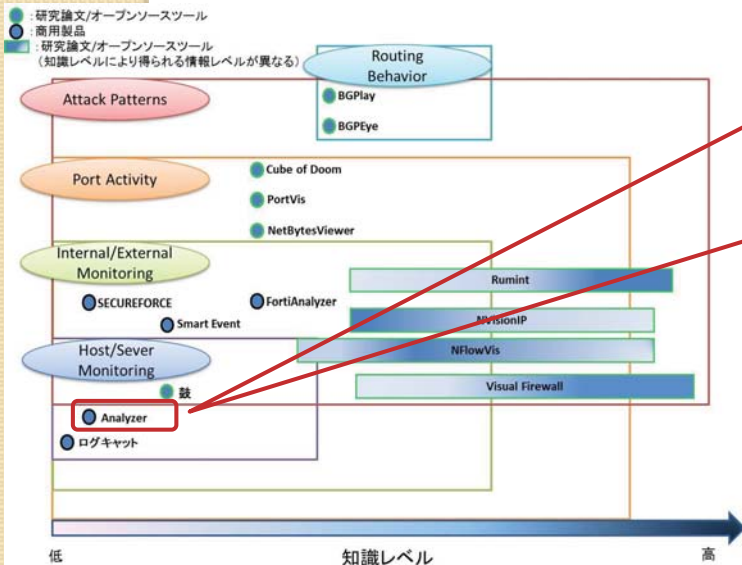 ：研究論文/オープンソースツール
：商用製品
：研究論文/オープンソースツール
（知識レベルにより得られる情報レベルが異なる）
Routing
Behavior
Attack Patterns
BGPlay
BGPEye
Port Activity
Cube of Doom
PortVis
NetBytesViewer
Internal/External
Monitoring
Rumint
SECUREFORCE
FortiAnalyzer
Smart Event
NVisionIP
Host/Sever
Monitoring
NFlowVis
鼓
Visual Firewall
Analyzer
ログキャット
低
知識レベル
高